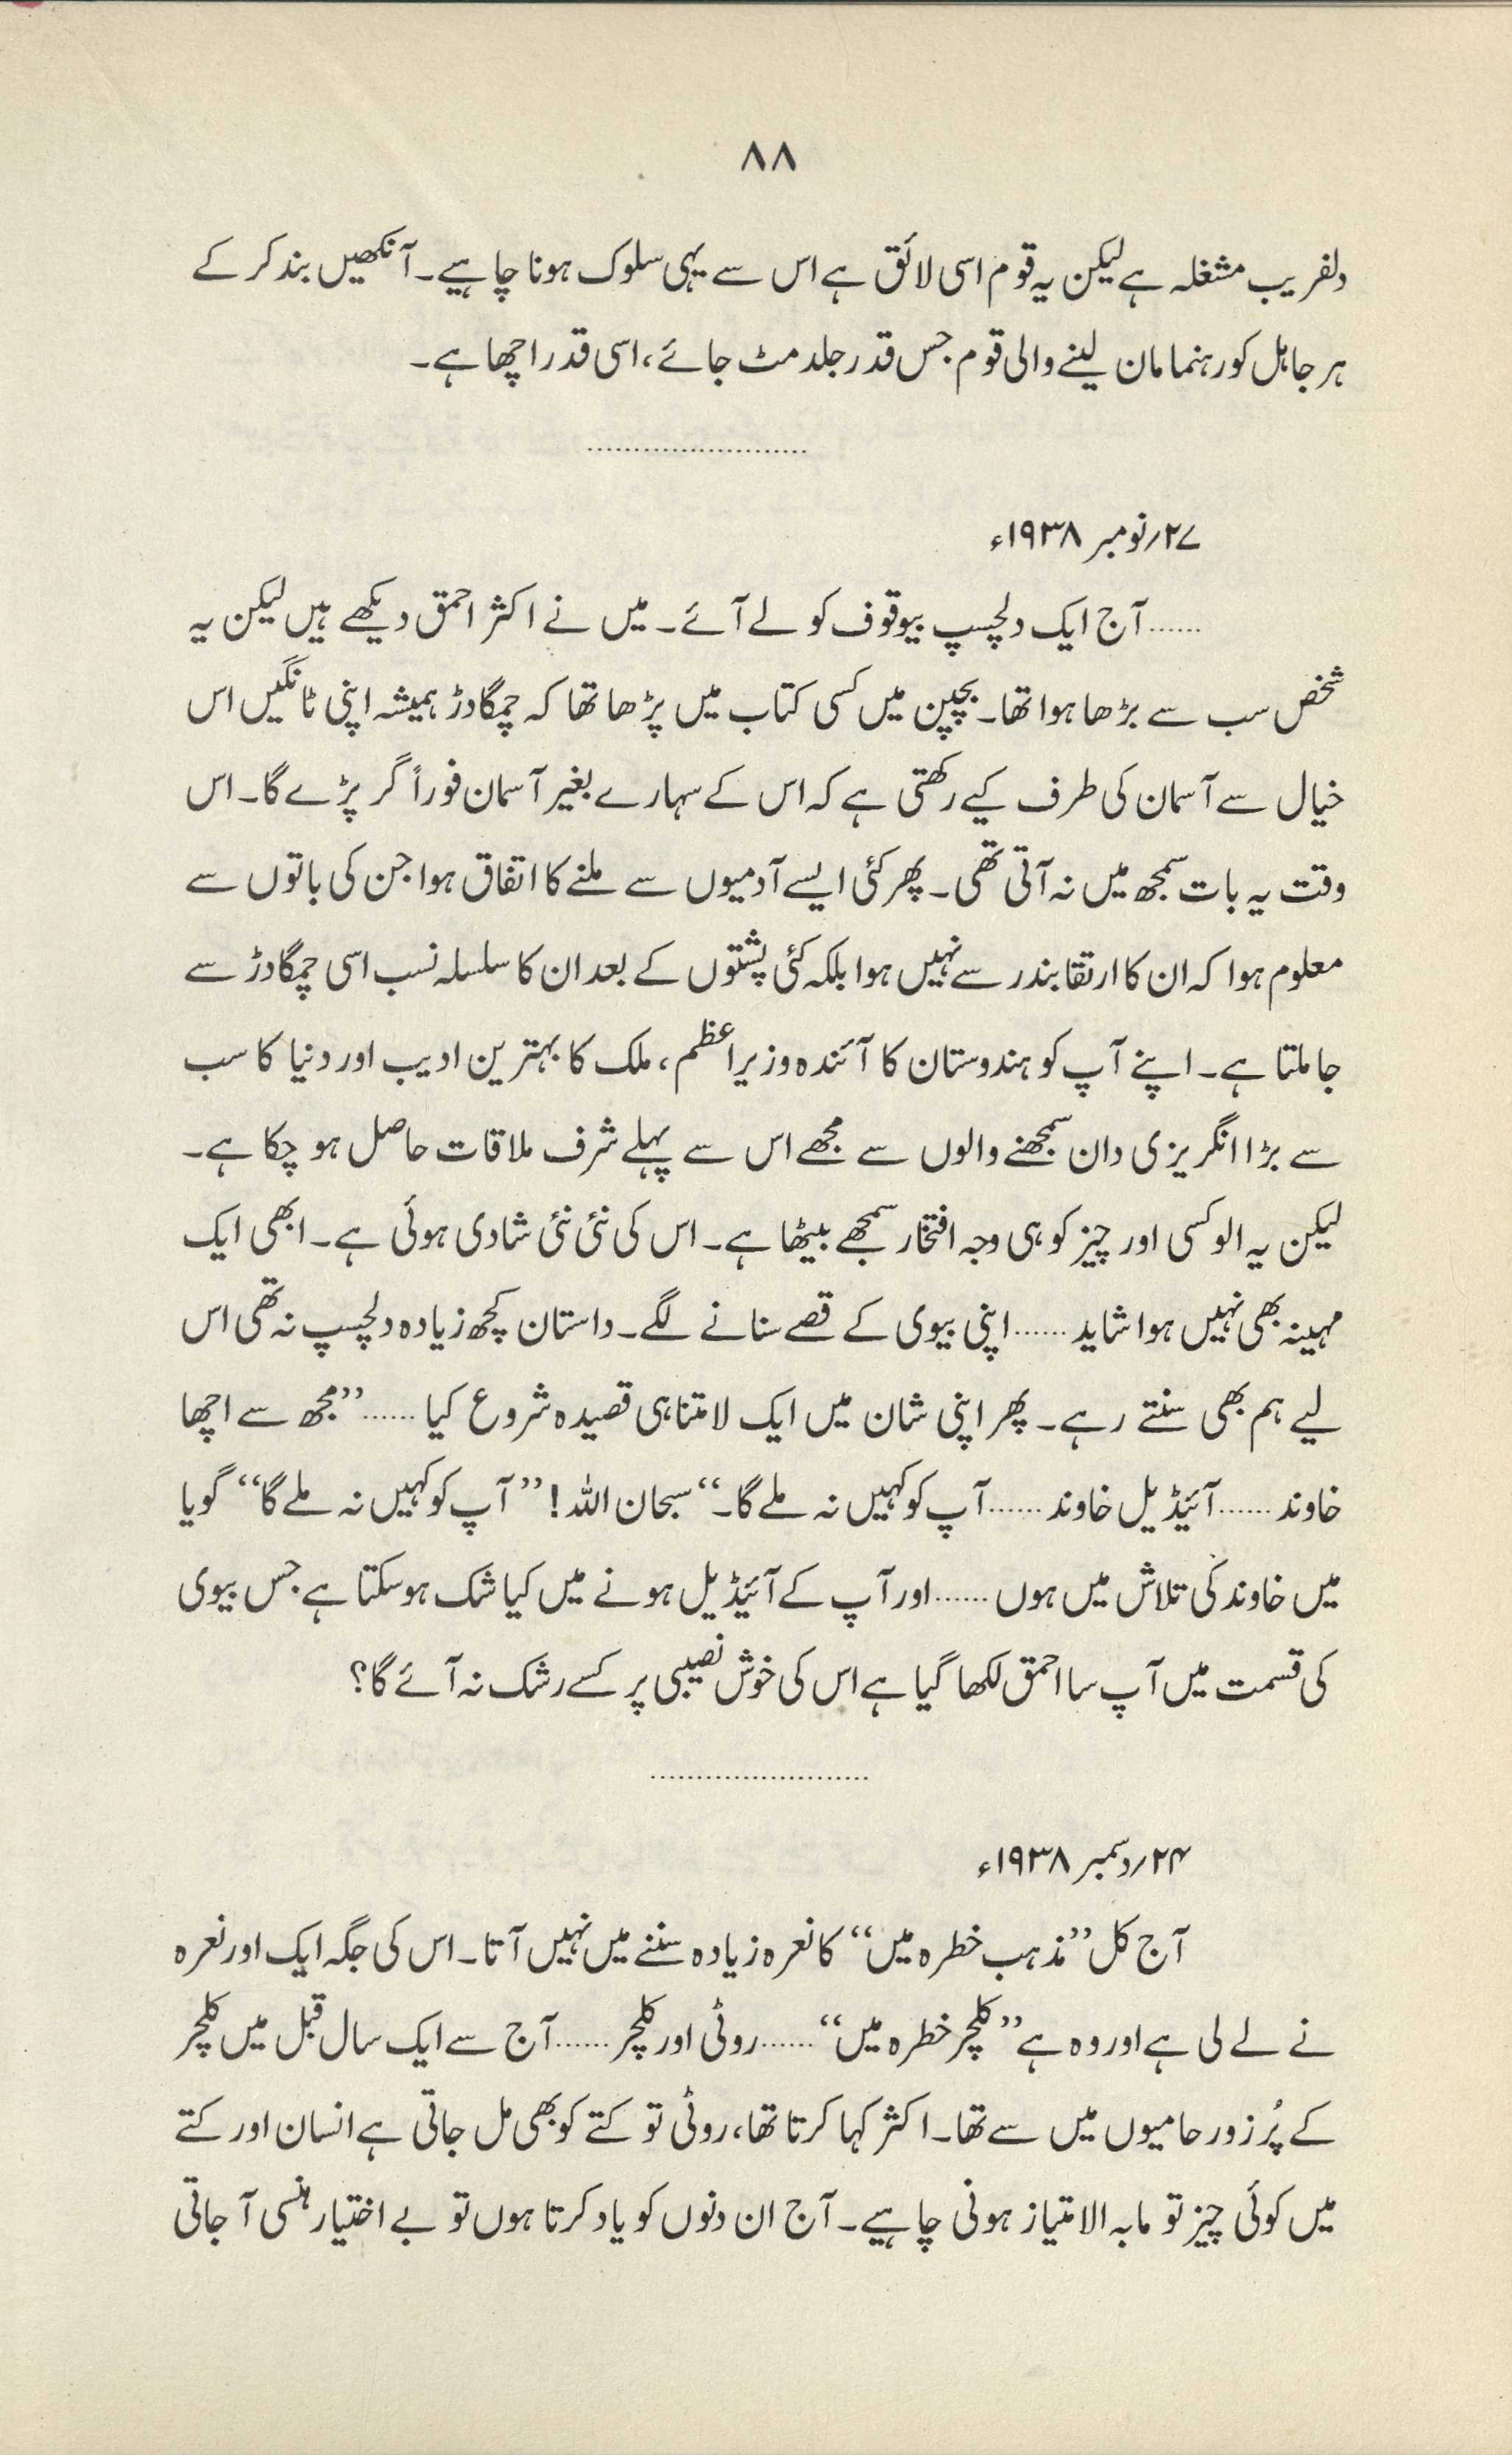 ۸۸
دلفریب مشغلہ ہے لیکن یہ قوم اسی لائق ہے اس سے یہی سلوک ہونا چاہیے۔ آنکھیں بند کر کے
ہر جاہل کو رہنما مان لینے والی قوم جس قدر جلد مٹ جائے، اسی قدر اچھا ہے۔
........................
۲۷؍نومبر ۱۹۳۸ء
......آج ایک دلچسپ بیوقوف کو لے آئے۔ میں نے اکثر احمق دیکھے ہیں لیکن یہ
شخص سب سے بڑھا ہوا تھا۔ بچپن میں کسی کتاب میں پڑھا تھا کہ چمگادڑ ہمیشہ اپنی ٹانگیں اس
خیال سے آسمان کی طرف کیے رکھتی ہے کہ اس کے سہارے بغیر آسمان فوراً گر پڑے گا۔ اس
وقت یہ بات سمجھ میں نہ آتی تھی۔ پھر کئی ایسے آدمیوں سے ملنے کا اتفاق ہوا جن کی باتوں سے
معلوم ہوا کہ ان کا ارتقا بندر سے نہیں ہوا بلکہ کئی پشتوں کے بعد ان کا سلسلہ نسب اسی چمگادڑ سے
جا ملتا ہے۔ اپنے آپ کو ہندوستان کا آئندہ وزیراعظم، ملک کا بہترین ادیب اور دنیا کا سب
سے بڑا انگریزی دان سمجھنے والوں سے مجھے اس سے پہلے شرف ملاقات حاصل ہو چکا ہے۔
لیکن یہ الو کسی اور چیز کو ہی وجہ افتخار سمجھے بیٹھا ہے۔ اس کی نئی نئی شادی ہوئی ہے۔ ابھی ایک
مہینہ بھی نہیں ہوا شاید......اپنی بیوی کے قصے سنانے لگے۔ داستان کچھ زیادہ دلچسپ نہ تھی اس
لیے ہم بھی سنتے رہے۔ پھر اپنی شان میں ایک لامتناہی قصیدہ شروع کیا......”مجھ سے اچھا
خاوند......آئیڈیل خاوند......آپ کو کہیں نہ ملے گا۔“ سبحان اللہ! ”آپ کو کہیں نہ ملے گا“ گویا
میں خاوند کی تلاش میں ہوں......اور آپ کے آئیڈیل ہونے میں کیا شک ہوسکتا ہے جس بیوی
کی قسمت میں آپ سا احمق لکھا گیا ہے اس کی خوش نصیبی پر کسے رشک نہ آئے گا؟
........................
۲۴؍دسمبر ۱۹۳۸ء
آج کل ”مذہب خطرہ میں“ کا نعرہ زیادہ سننے میں نہیں آتا۔ اس کی جگہ ایک اور نعرہ
نے لے لی ہے اور وہ ہے ”کلچر خطرہ میں“......روٹی اور کلچر......آج سے ایک سال قبل میں کلچر
کے پُرزور حامیوں میں سے تھا۔ اکثر کہا کرتا تھا، روٹی تو کتے کو بھی مل جاتی ہے انسان اور کتے
میں کوئی چیز تو مابہ الامتیاز ہونی چاہیے۔ آج ان دنوں کو یاد کرتا ہوں تو بے اختیار ہنسی آ جاتی